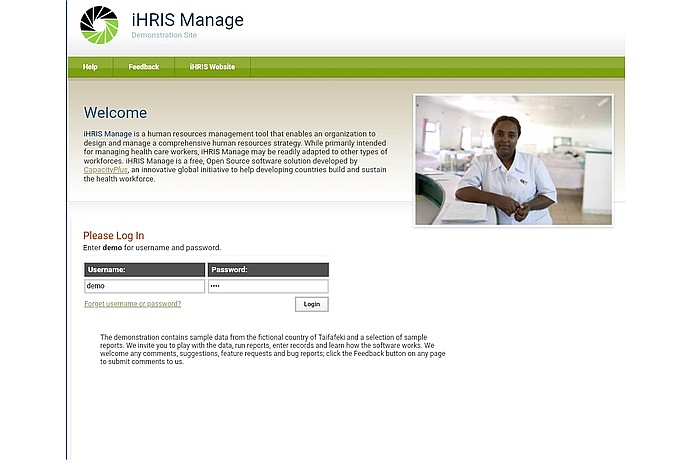 iHRIS Manage
Demonstration Site
Help
Feedback
iHRIS Website
Welcome
iHRIS Manage is a human resources management tool that enables an organization to
design and manage a comprehensive human resources strategy. While primarily intended
for managing health care workers, iHRIS Manage may be readily adapted to other types of
workforces. iHRIS Manage is a free, Open Source software solution developed by
CapacityPlus, an innovative global initiative to help developing countries build and sustain
the health workforce.
Please Log In
Enter demo for username and password.
Username:
Password:
demo
••••
Forget username or password?
Login
The demonstration contains sample data from the fictional country of Taifafeki and a selection of sample
reports. We invite you to play with the data, run reports, enter records and learn how the software works. We
welcome any comments, suggestions, feature requests and bug reports; click the Feedback button on any page
to submit comments to us.